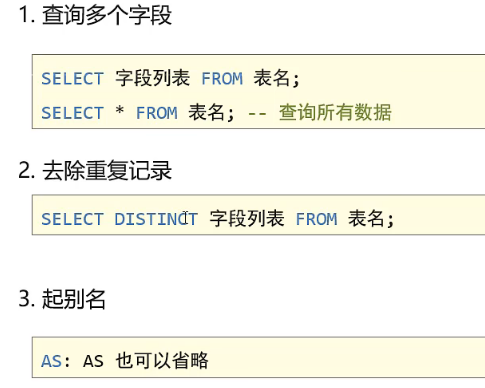 1. 查询多个字段
SELECT 字段列表 FROM 表名;
SELECT * FROM 表名; -- 查询所有数据
2. 去除重复记录
SELECT DISTINCT 字段列表 FROM 表名;
3. 起别名
AS: AS 也可以省略